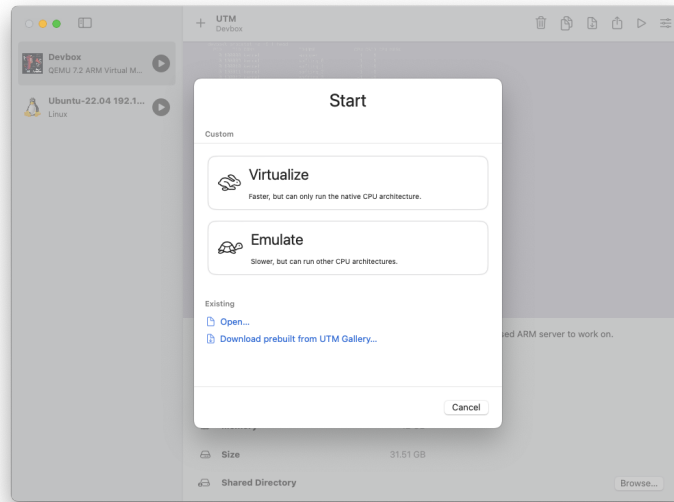 UTM
Devbox
Devbox
QEMU 7.2 ARM Virtual M...
Ubuntu-22.04 192.1...
Linux
Start
Custom
Virtualize
Faster, but can only run the native CPU architecture.
Emulate
Slower, but can run other CPU architectures.
Existing
Open...
Download prebuilt from UTM Gallery...
Cancel
ed ARM server to work on.
Size
31.51 GB
Shared Directory
Browse...